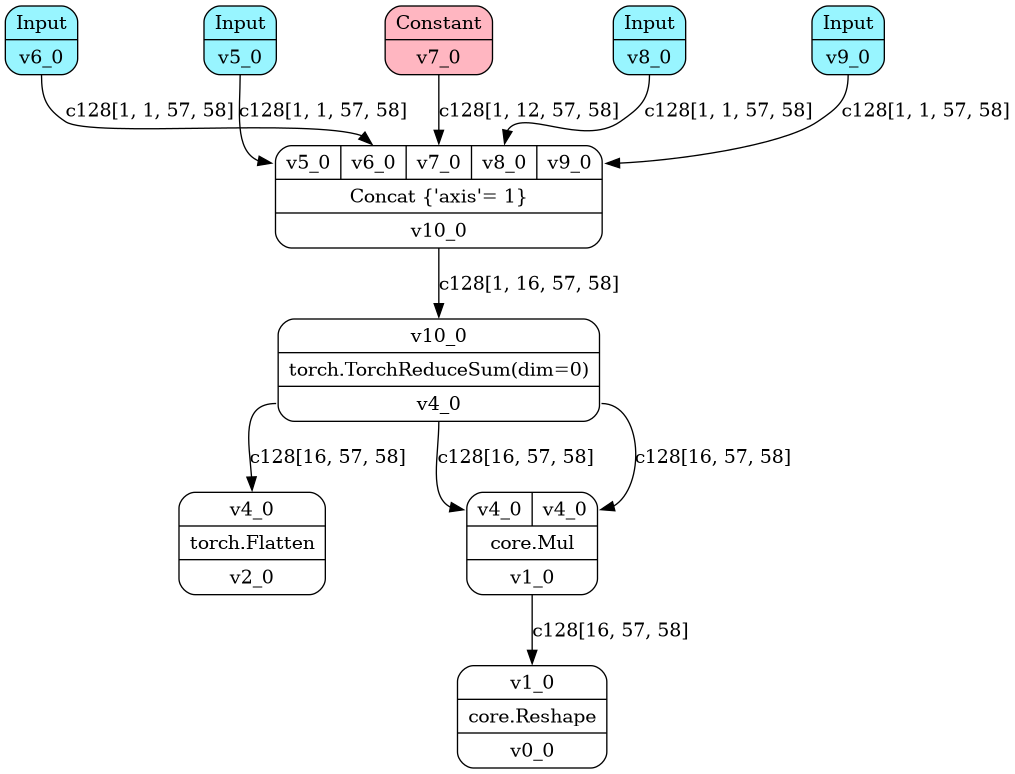 Input
v6_0
Input
v5_0
Constant
v7_0
Input
v8_0
Input
v9_0
c128[1, 1, 57, 58]
c128[1, 1, 57, 58]
c128[1, 12, 57, 58]
c128[1, 1, 57, 58]
c128[1, 1, 57, 58]
v5_0 v6_0 v7_0 v8_0 v9_0
Concat {'axis'= 1}
v10_0
c128[1, 16, 57, 58]
v10_0
torch.TorchReduceSum(dim=0)
v4_0
c128[16, 57, 58]
c128[16, 57, 58]
c128[16, 57, 58]
v4_0
torch.Flatten
v2_0
v4_0 v4_0
core.Mul
v1_0
c128[16, 57, 58]
v1_0
core.Reshape
v0_0